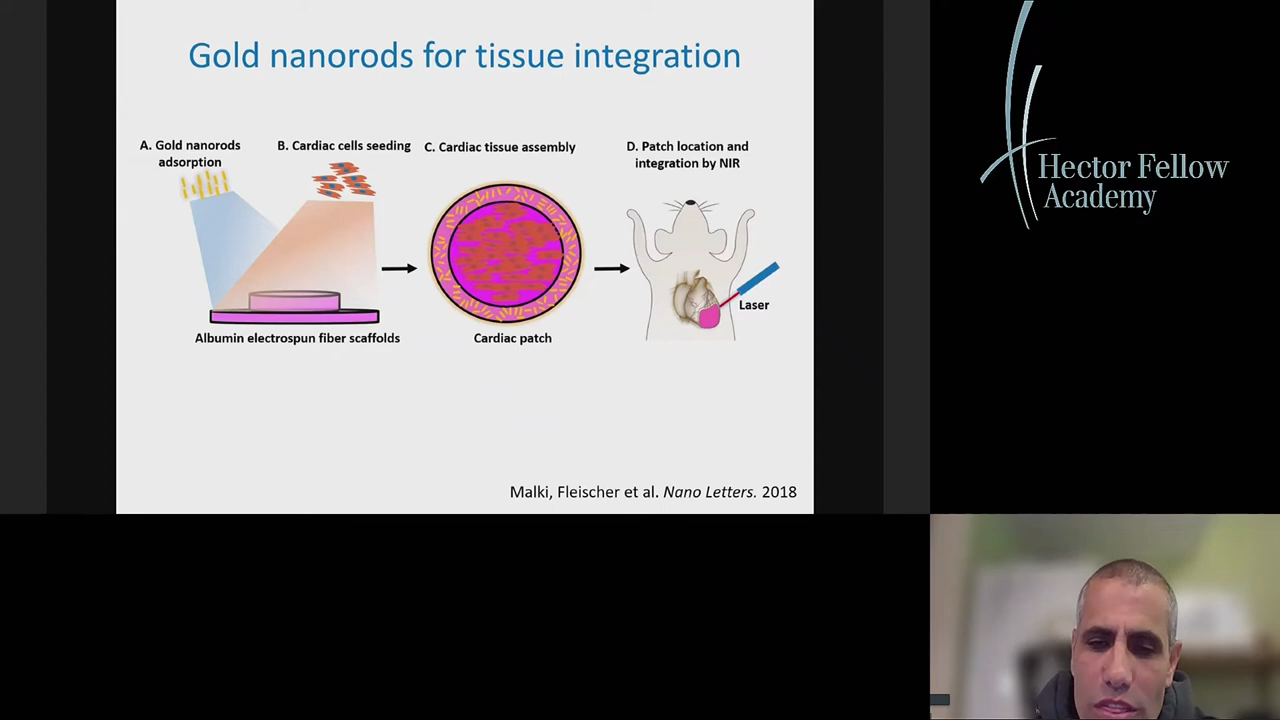 Gold nanorods for tissue integration
A. Gold nanorods
adsorption
B. Cardiac cells seeding
C. Cardiac tissue assembly
D. Patch location and
integration by NIR
Laser
Albumin electrospun fiber scaffolds
Cardiac patch
Malki, Fleischer et al. Nano Letters. 2018
Hector Fellow
Academy